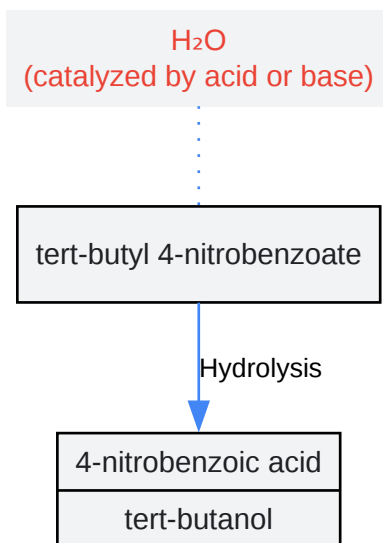 H₂O
(catalyzed by acid or base)
tert-butyl 4-nitrobenzoate
Hydrolysis
4-nitrobenzoic acid
tert-butanol